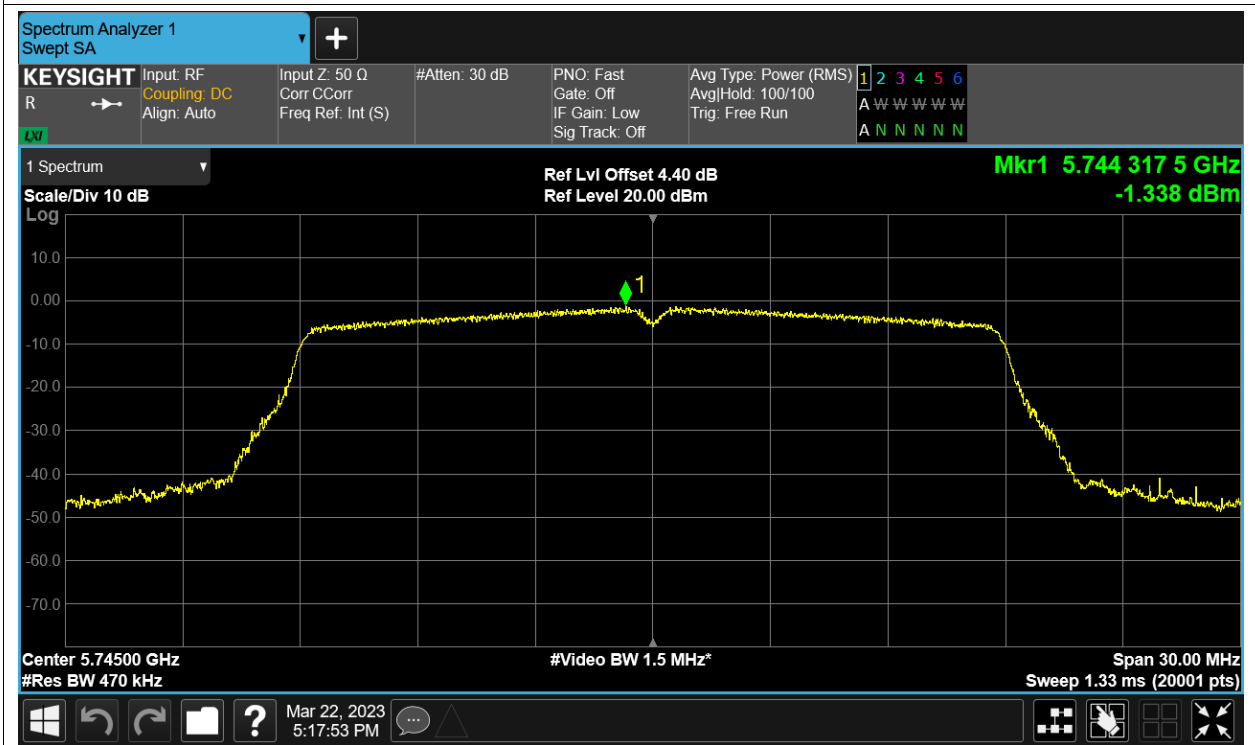 Spectrum Analyzer 1
Swept SA
+
KEYSIGHT
R
LXI
Input: RF
Coupling: DC
Align: Auto
Input Z: 50 Ω
Corr CCorr
Freq Ref: Int (S)
#Atten: 30 dB
PNO: Fast
Gate: Off
IF Gain: Low
Sig Track: Off
Avg Type: Power (RMS)
Avg|Hold: 100/100
Trig: Free Run
1 2 3 4 5 6
A W W W W W
A N N N N N
1 Spectrum
Scale/Div 10 dB
Log
Ref Lvl Offset 4.40 dB
Ref Level 20.00 dBm
Mkr1 5.744 317 5 GHz
-1.338 dBm
10.0
0.00
-10.0
-20.0
-30.0
-40.0
-50.0
-60.0
-70.0
1
Center 5.74500 GHz
#Res BW 470 kHz
#Video BW 1.5 MHz*
Span 30.00 MHz
Sweep 1.33 ms (20001 pts)
?
Mar 22, 2023
5:17:53 PM